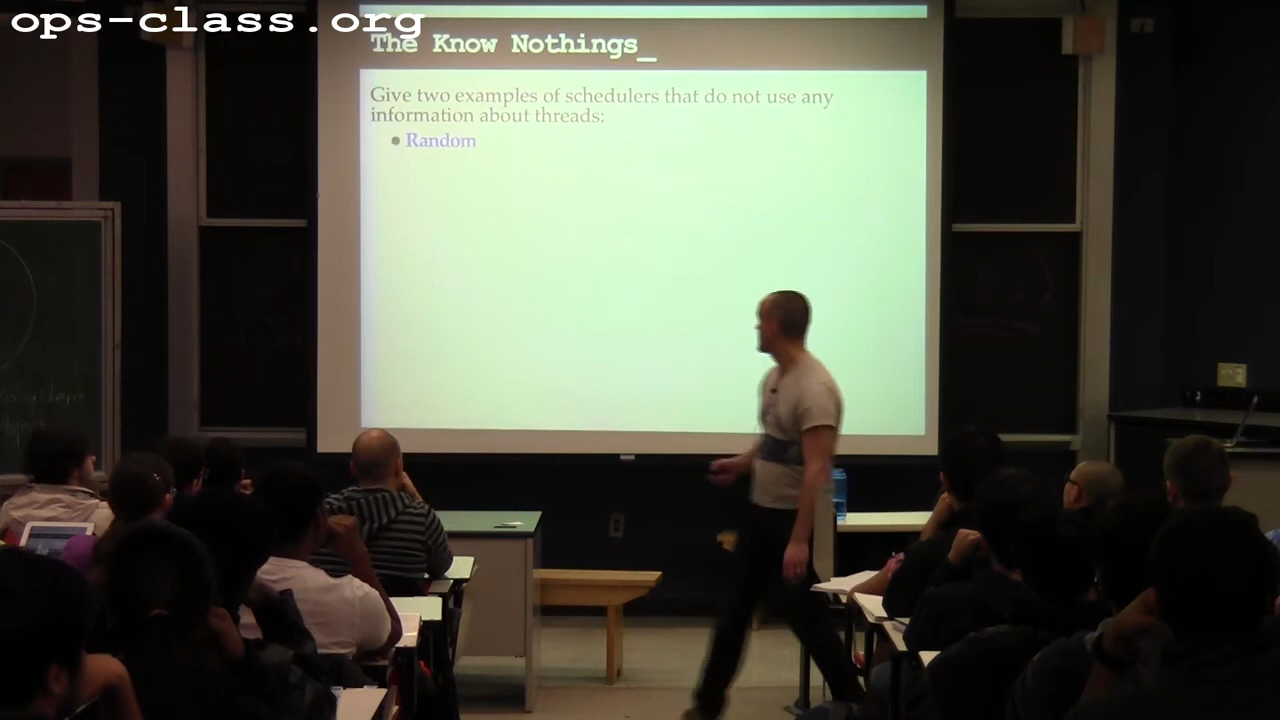 ops-class.org
The Know Nothings_
Give two examples of schedulers that do not use any
information about threads:
Random